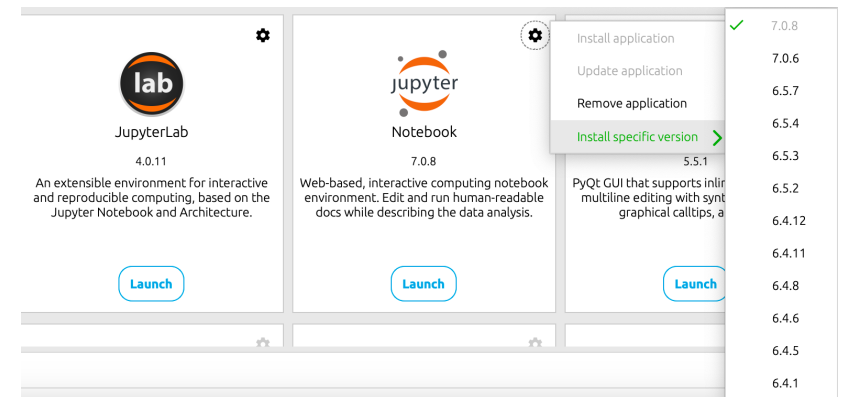 lab
JupyterLab
4.0.11
An extensible environment for interactive
and reproducible computing, based on the
Jupyter Notebook and Architecture.
Launch
jupyter
Notebook
7.0.8
Web-based, interactive computing notebook
environment. Edit and run human-readable
docs while describing the data analysis.
Launch
5.5.1
PyQt GUI that supports
multiline editing with
graphical calltips,
Launch
Install application
Update application
Remove application
Install specific version
7.0.8
7.0.6
6.5.7
6.5.4
6.5.3
6.5.2
6.4.12
6.4.11
6.4.8
6.4.6
6.4.5
6.4.1